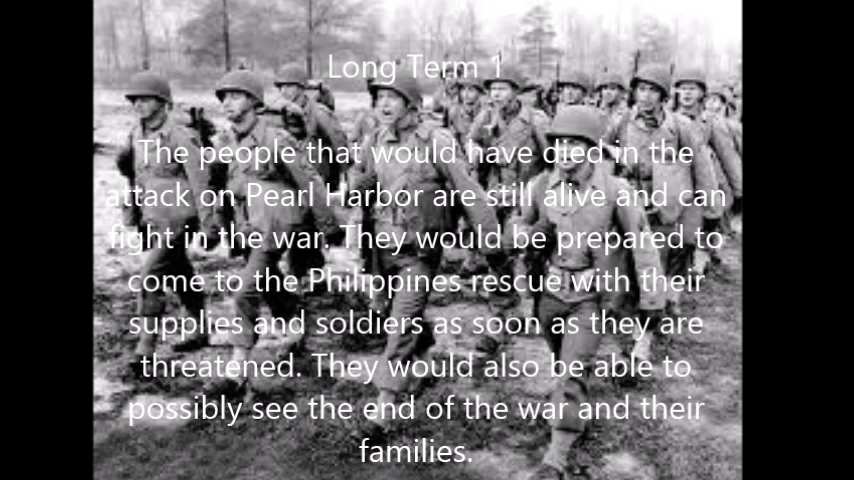 Long Term 1
The people that would have died in the
attack on Pearl Harbor are still alive and can
fight in the war. They would be prepared to
come to the Philippines rescue with their
supplies and soldiers as soon as they are
threatened. They would also be able to
possibly see the end of the war and their
families.